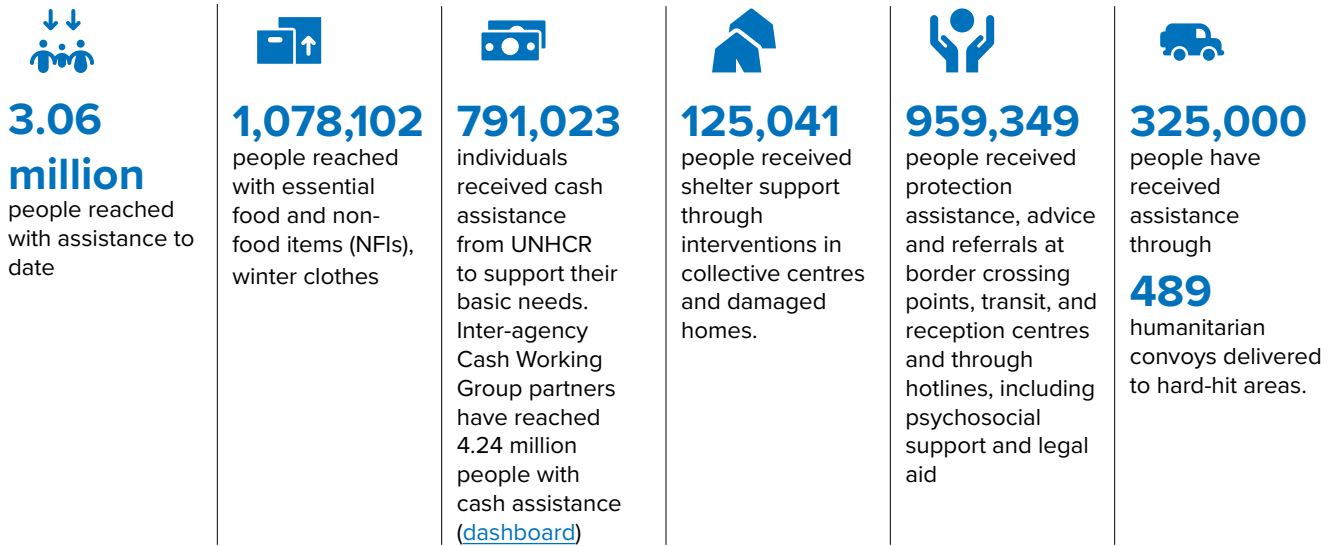 3.06
million
people reached
with assistance to
date
1,078,102
people reached
with essential
food and non-
food items (NFIs),
winter clothes
791,023
individuals
received cash
assistance
from UNHCR
to support their
basic needs.
Inter-agency
Cash Working
Group partners
have reached
4.24 million
people with
cash assistance
(dashboard)
125,041
people received
shelter support
through
interventions in
collective centres
and damaged
homes.
959,349
people received
protection
assistance, advice
and referrals at
border crossing
points, transit, and
reception centres
and through
hotlines, including
psychosocial
support and legal
aid
325,000
people have
received
assistance
through
489
humanitarian
convoys delivered
to hard-hit areas.